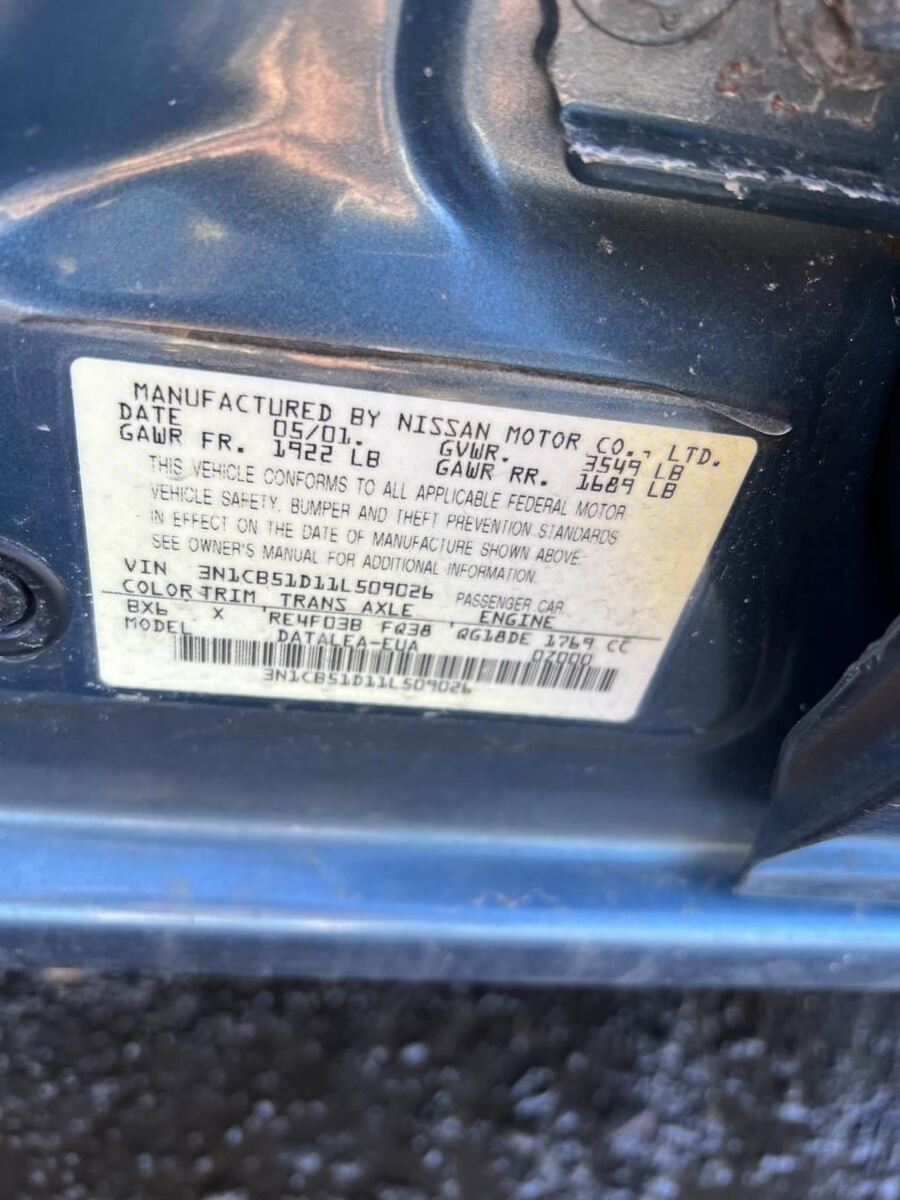 MANUFACTURED BY NISSAN MOTOR CO., LTD.
DATE 05/01. GVWR. 3549 LB
GAWR FR. 1922 LB GAWR RR. 1689 LB
THIS VEHICLE CONFORMS TO ALL APPLICABLE FEDERAL MOTOR
VEHICLE SAFETY, BUMPER AND THEFT PREVENTION STANDARDS
IN EFFECT ON THE DATE OF MANUFACTURE SHOWN ABOVE.
SEE OWNER'S MANUAL FOR ADDITIONAL INFORMATION.
VIN 3N1CB51D11L509026 PASSENGER CAR
COLOR TRIM TRANS AXLE ENGINE
BX6 X RE4F03B FQ38 QG18DE 1769 CC
MODEL DATALEA-EUA 0Z000
3N1CB51D11L509026